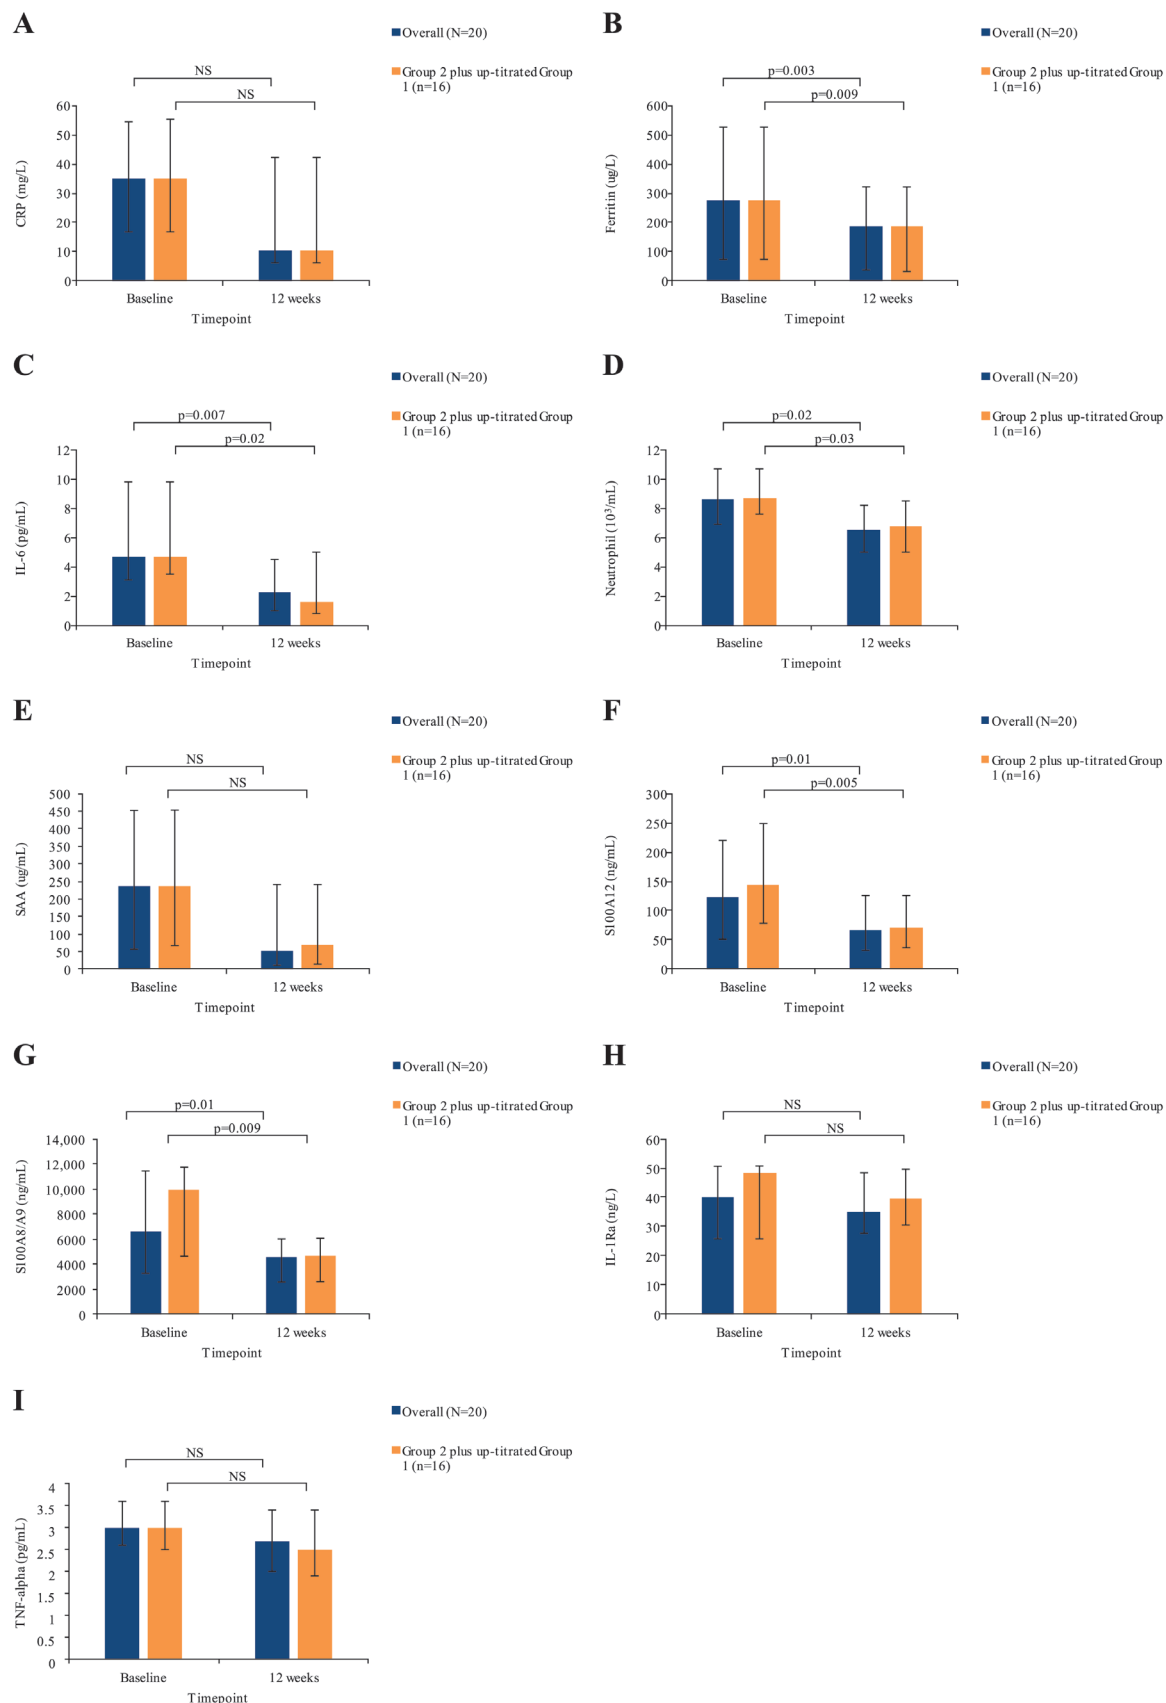 A
Overall (N=20)
Group 2 plus up-titrated Group
1 (n=16)
NS
NS
60
50
40
30
20
10
0
CRP (mg/L)
Baseline
12 weeks
Timepoint
B
Overall (N=20)
Group 2 plus up-titrated Group
1 (n=16)
p=0.003
p=0.009
600
500
400
300
200
100
0
Ferritin (ug/L)
Baseline
12 weeks
Timepoint
C
Overall (N=20)
Group 2 plus up-titrated Group
1 (n=16)
p=0.007
p=0.02
12
10
8
6
4
2
0
IL-6 (pg/mL)
Baseline
12 weeks
Timepoint
D
Overall (N=20)
Group 2 plus up-titrated Group
1 (n=16)
p=0.02
p=0.03
12
10
8
6
4
2
0
Neutrophil (10³/mL)
Baseline
12 weeks
Timepoint
E
Overall (N=20)
Group 2 plus up-titrated Group
1 (n=16)
NS
NS
500
450
400
350
300
250
200
150
100
50
0
SAA (ug/mL)
Baseline
12 weeks
Timepoint
F
Overall (N=20)
Group 2 plus up-titrated Group
1 (n=16)
p=0.01
p=0.005
300
250
200
150
100
50
0
S100A12 (ng/mL)
Baseline
12 weeks
Timepoint
G
Overall (N=20)
Group 2 plus up-titrated Group
1 (n=16)
p=0.01
p=0.009
14,000
12,000
10,000
8000
6000
4000
2000
0
S100A8/A9 (ng/mL)
Baseline
12 weeks
Timepoint
H
Overall (N=20)
Group 2 plus up-titrated Group
1 (n=16)
NS
NS
60
50
40
30
20
10
0
IL-1Ra (ng/L)
Baseline
12 weeks
Timepoint
I
Overall (N=20)
Group 2 plus up-titrated Group
1 (n=16)
NS
NS
4
3.5
3
2.5
2
1.5
1
0.5
0
TNF-alpha (pg/mL)
Baseline
12 weeks
Timepoint